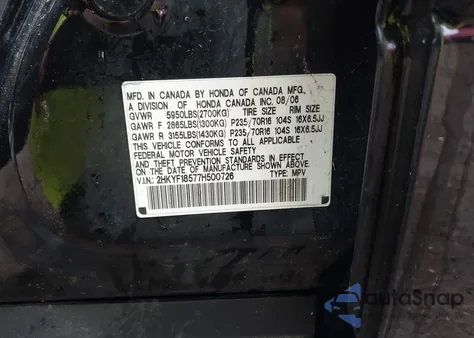 MFD. IN CANADA BY HONDA OF CANADA MFG.,
A DIVISION OF HONDA CANADA INC. 08/06
GVWR 5950LBS(2700KG) TIRE SIZE RIM SIZE
GAWR F 2865LBS(1300KG) P235/70R16 104S 16X6.5JJ
GAWR R 3155LBS(1430KG) P235/70R16 104S 16X6.5JJ
THIS VEHICLE CONFORMS TO ALL APPLICABLE
FEDERAL MOTOR VEHICLE SAFETY
AND THEFT PREVENTION STANDARDS IN EFFECT
ON THE DATE OF MANUFACTURE SHOWN ABOVE.
V.I.N.: 2HKYF18577H500726 TYPE: MPV
autaSnap